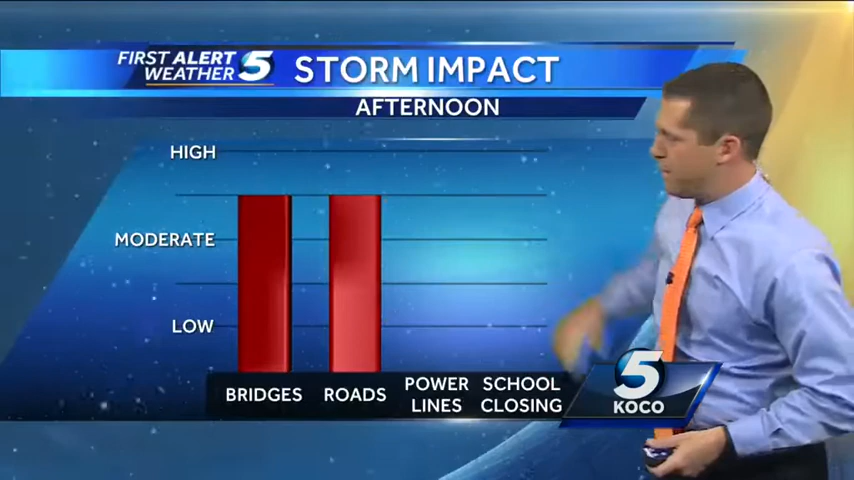 FIRST ALERT
WEATHER 5
STORM IMPACT
AFTERNOON
HIGH
MODERATE
LOW
BRIDGES
ROADS
POWER
LINES
SCHOOL
CLOSING
5
KOCO